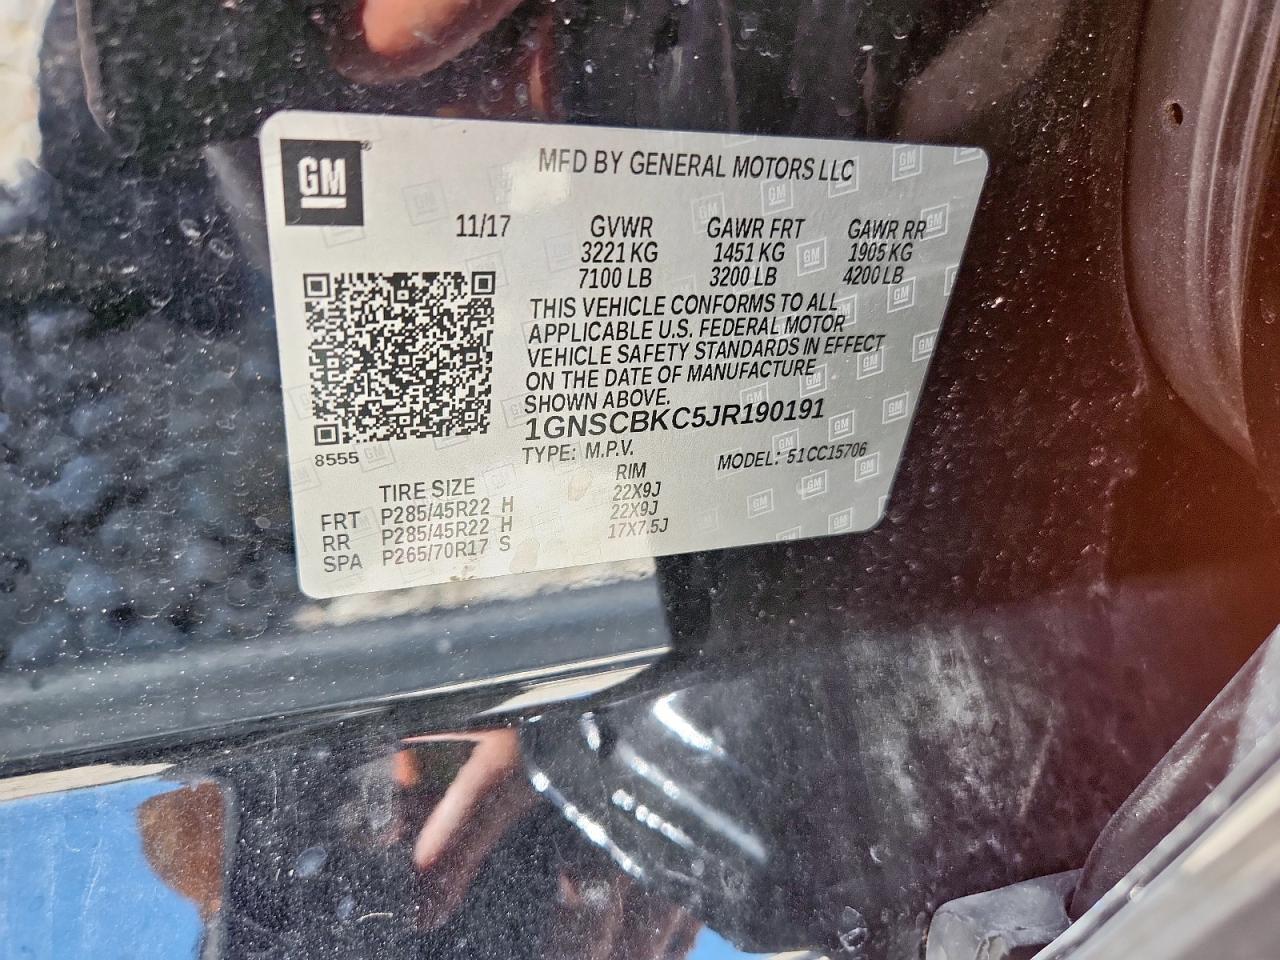 GM
MFD BY GENERAL MOTORS LLC
11/17 GVWR GAWR FRT GAWR RR
3221 KG 1451 KG 1905 KG
7100 LB 3200 LB 4200 LB
THIS VEHICLE CONFORMS TO ALL
APPLICABLE U.S. FEDERAL MOTOR
VEHICLE SAFETY STANDARDS IN EFFECT
ON THE DATE OF MANUFACTURE
SHOWN ABOVE.
1GNSCBKC5JR190191
8555
TYPE: M.P.V. MODEL: 51CC15706
TIRE SIZE RIM
FRT P285/45R22 H 22X9J
RR P285/45R22 H 22X9J
SPA P265/70R17 S 17X7.5J